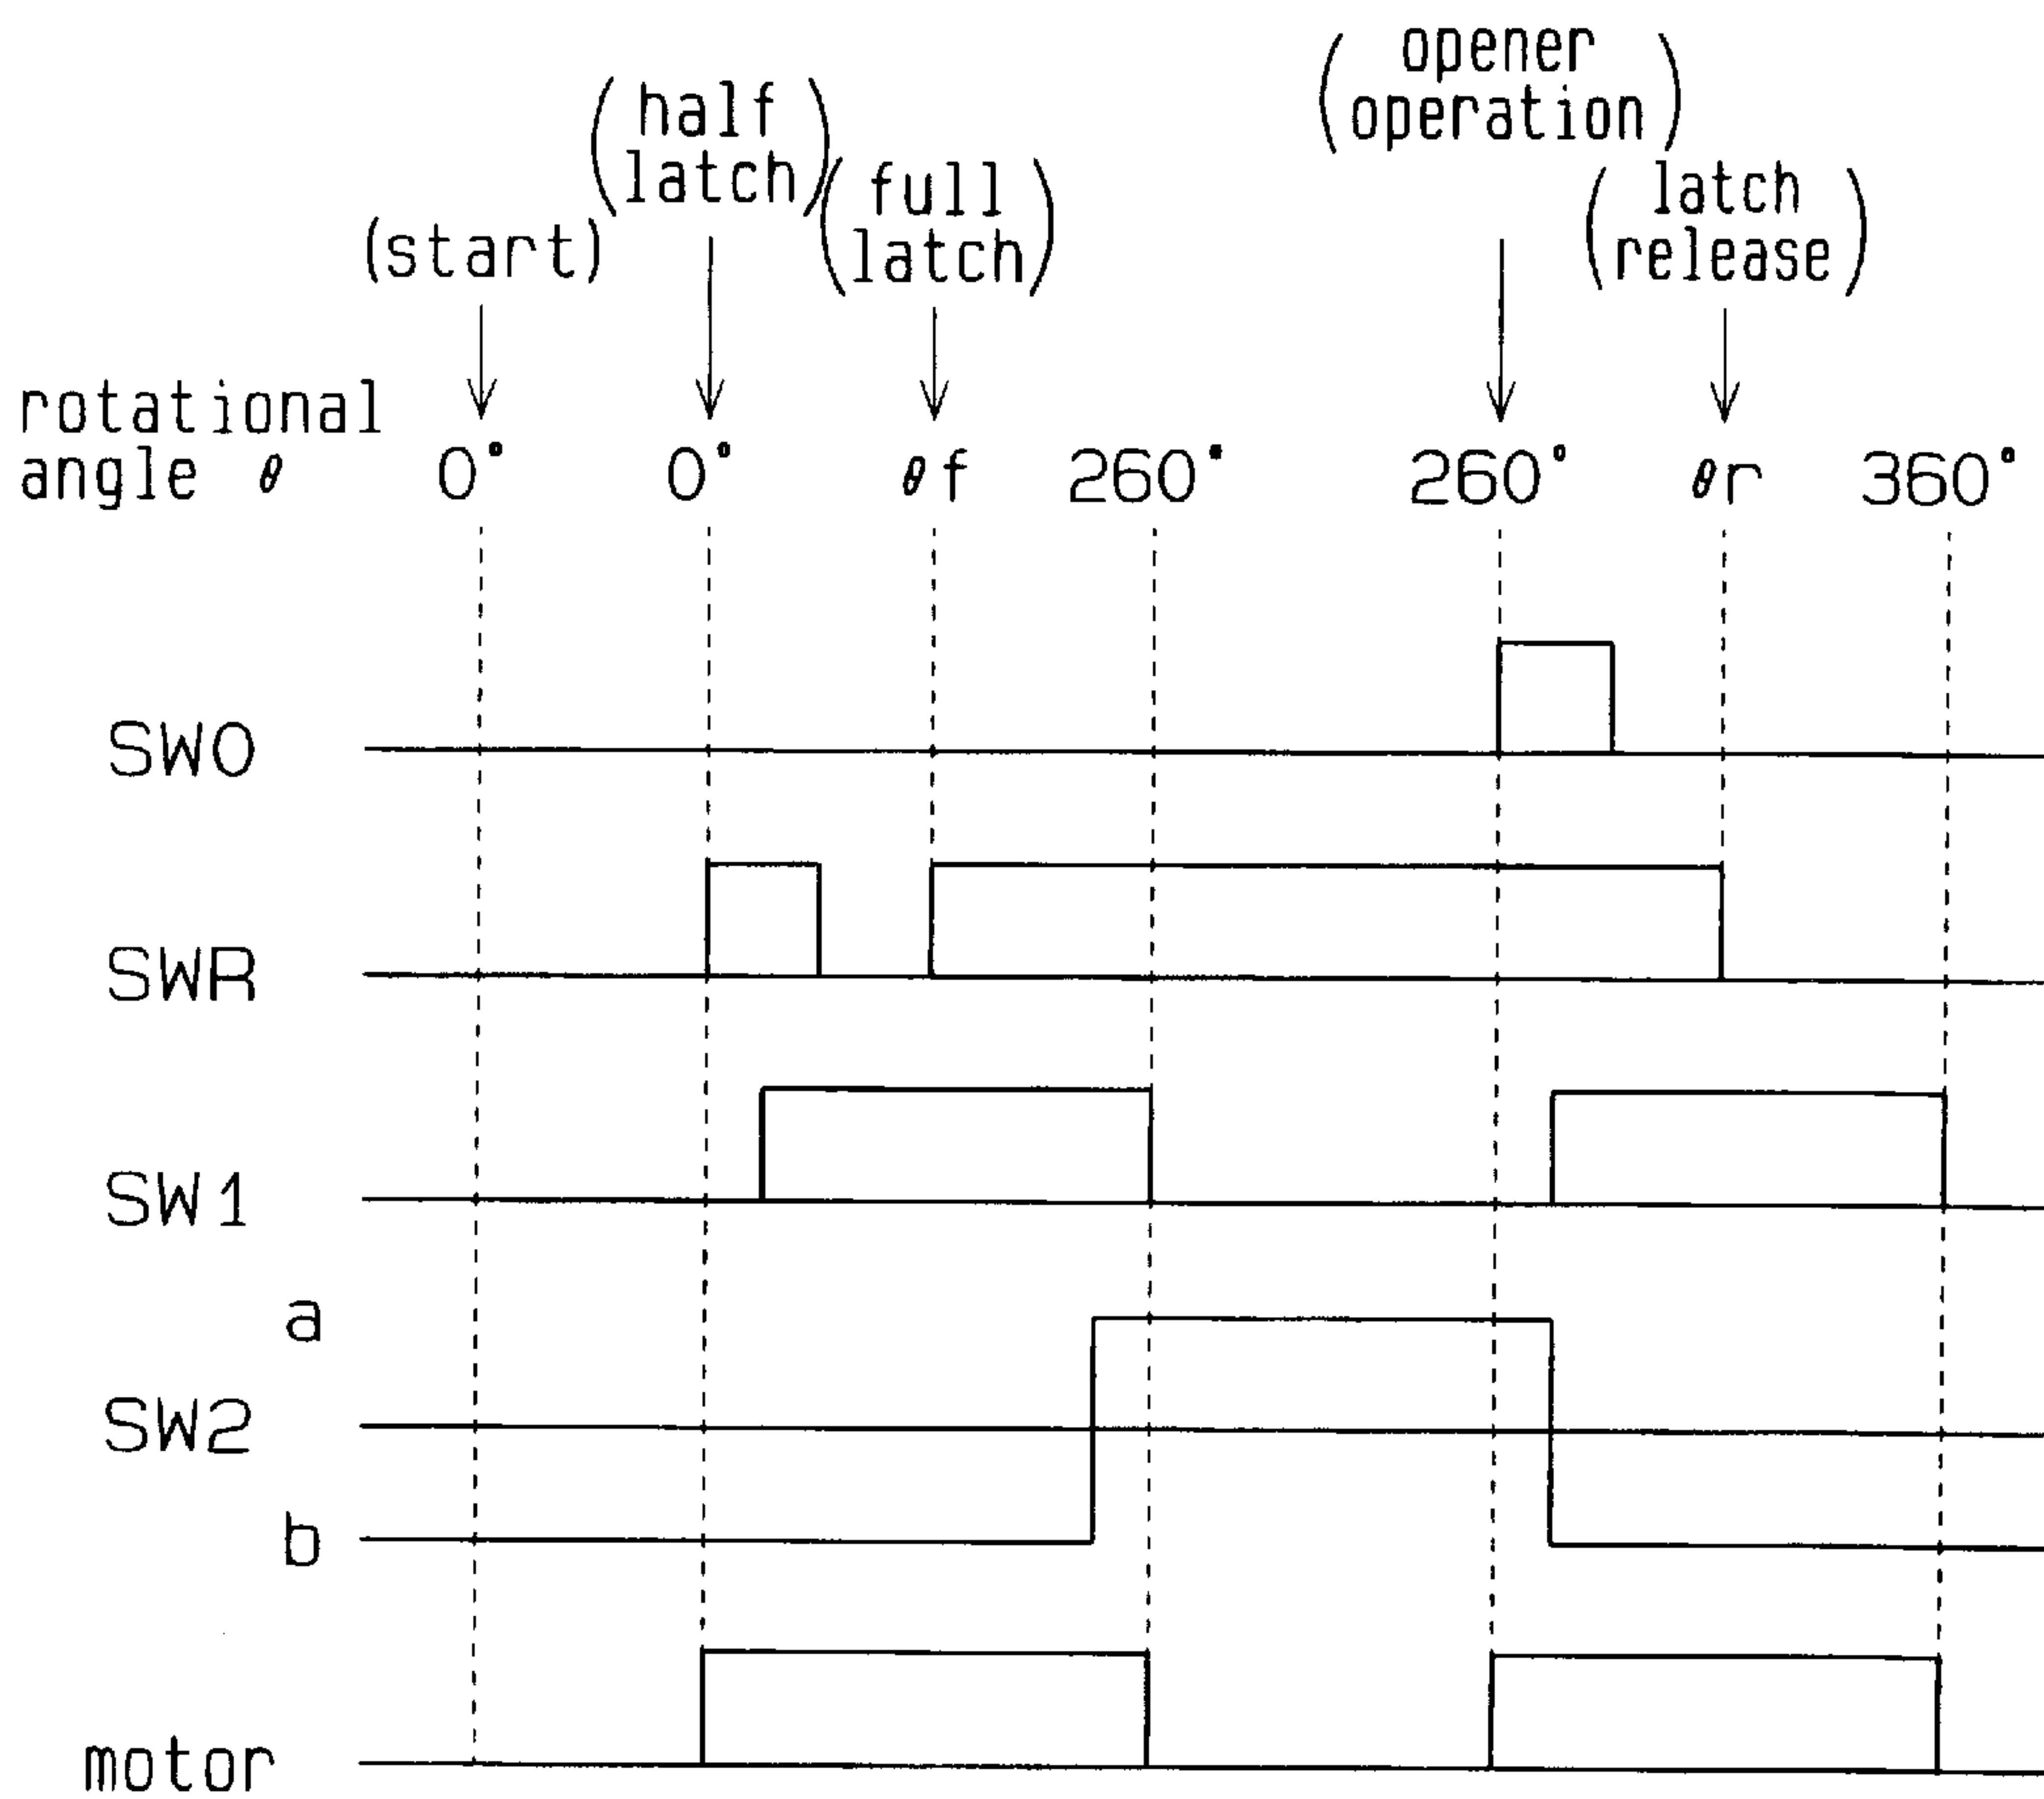 (opener
operation)
(half
latch)
(full
latch)
(latch
release)
(start)
rotational
angle θ
0° 0° θf 260° 260° θr 360°
SWO
SWR
SW1
a
SW2
b
motor